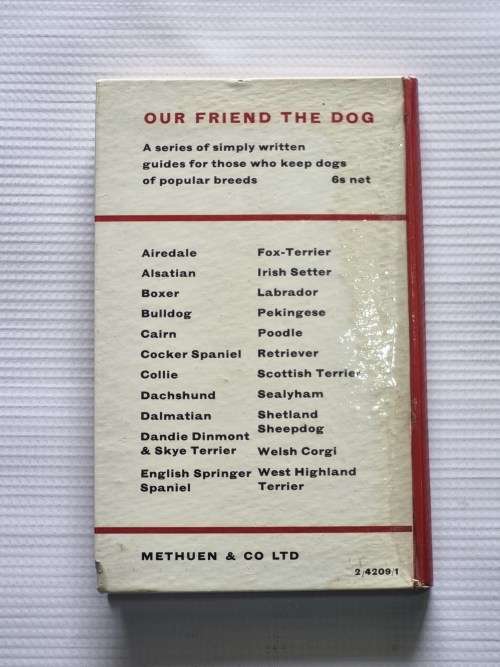 OUR FRIEND THE DOG
A series of simply written
guides for those who keep dogs
of popular breeds 6s net
Airedale
Alsatian
Boxer
Bulldog
Cairn
Cocker Spaniel
Collie
Dachshund
Dalmatian
Dandie Dinmont
& Skye Terrier
English Springer
Spaniel
Fox-Terrier
Irish Setter
Labrador
Pekingese
Poodle
Retriever
Scottish Terrier
Sealyham
Shetland
Sheepdog
Welsh Corgi
West Highland
Terrier
METHUEN & CO LTD
2/4209/1